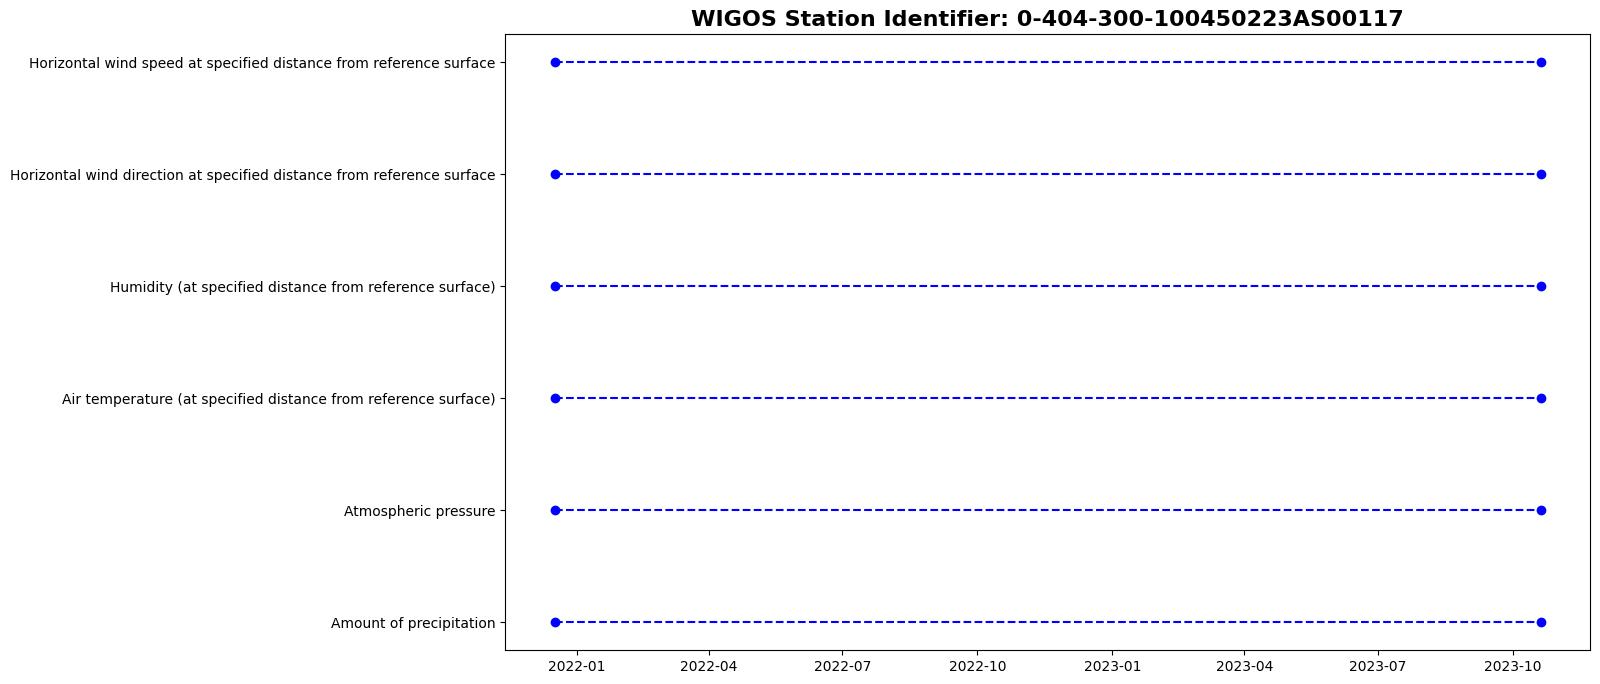 WIGOS Station Identifier: 0-404-300-100450223AS00117
Horizontal wind speed at specified distance from reference surface
Horizontal wind direction at specified distance from reference surface
Humidity (at specified distance from reference surface)
Air temperature (at specified distance from reference surface)
Atmospheric pressure
Amount of precipitation
2022-01 2022-04 2022-07 2022-10 2023-01 2023-04 2023-07 2023-10